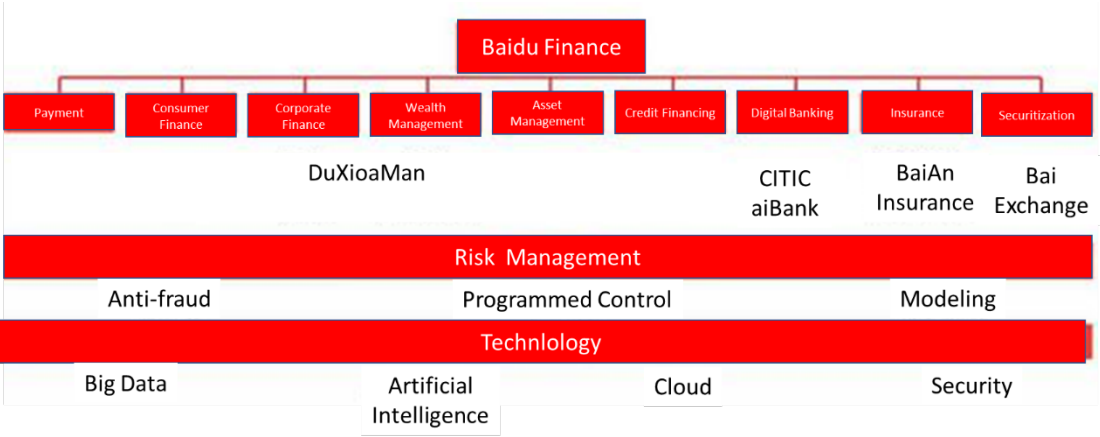 Baidu Finance
Payment
Consumer
Finance
Corporate
Finance
Wealth
Management
Asset
Management
Credit Financing
Digital Banking
Insurance
Securitization
DuXioaMan
CITIC
aiBank
BaiAn
Insurance
Bai
Exchange
Risk Management
Anti-fraud
Programmed Control
Modeling
Technlology
Big Data
Artificial
Intelligence
Cloud
Security